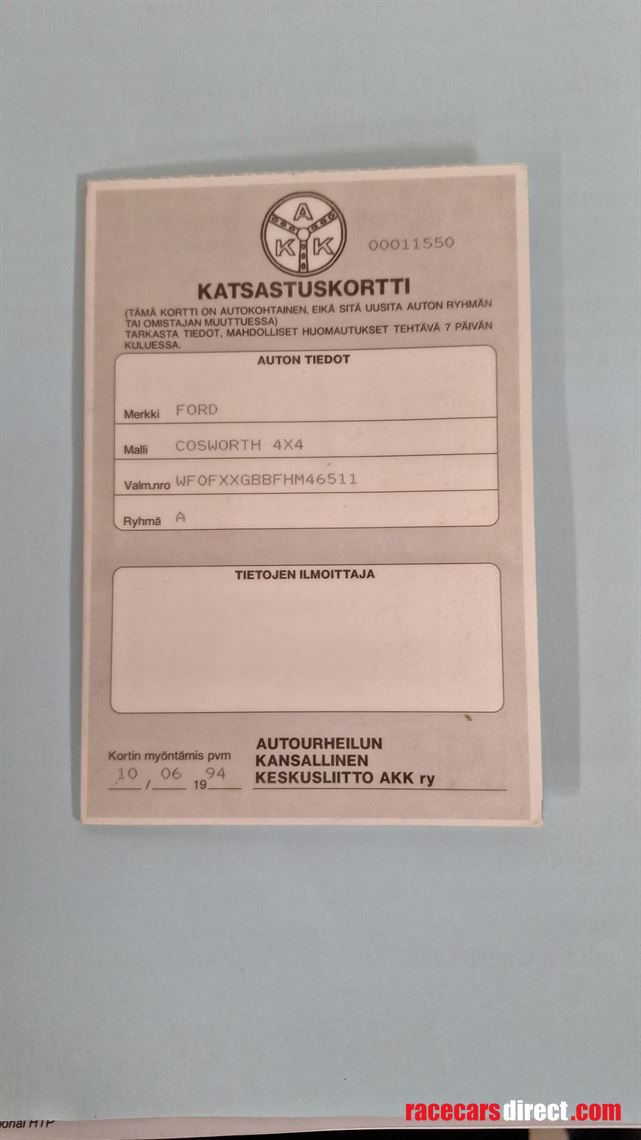 A
K K
00011550
KATSASTUSKORTTI
(TÄMÄ KORTTI ON AUTOKOHTAINEN, EIKÄ SITÄ UUSITA AUTON RYHMÄN
TAI OMISTAJAN MUUTTUESSA)
TARKASTA TIEDOT, MAHDOLLISET HUOMAUTUKSET TEHTÄVÄ 7 PÄIVÄN
KULUESSA.
AUTON TIEDOT
Merkki FORD
Malli COSWORTH 4X4
Valm.nro WFOFXXGBBFHM46511
Ryhmä A
TIETOJEN ILMOITTAJA
Kortin myöntämis pvm
10 / 06 19 94
AUTOURHEILUN
KANSALLINEN
KESKUSLIITTO AKK ry
racecarsdirect.com